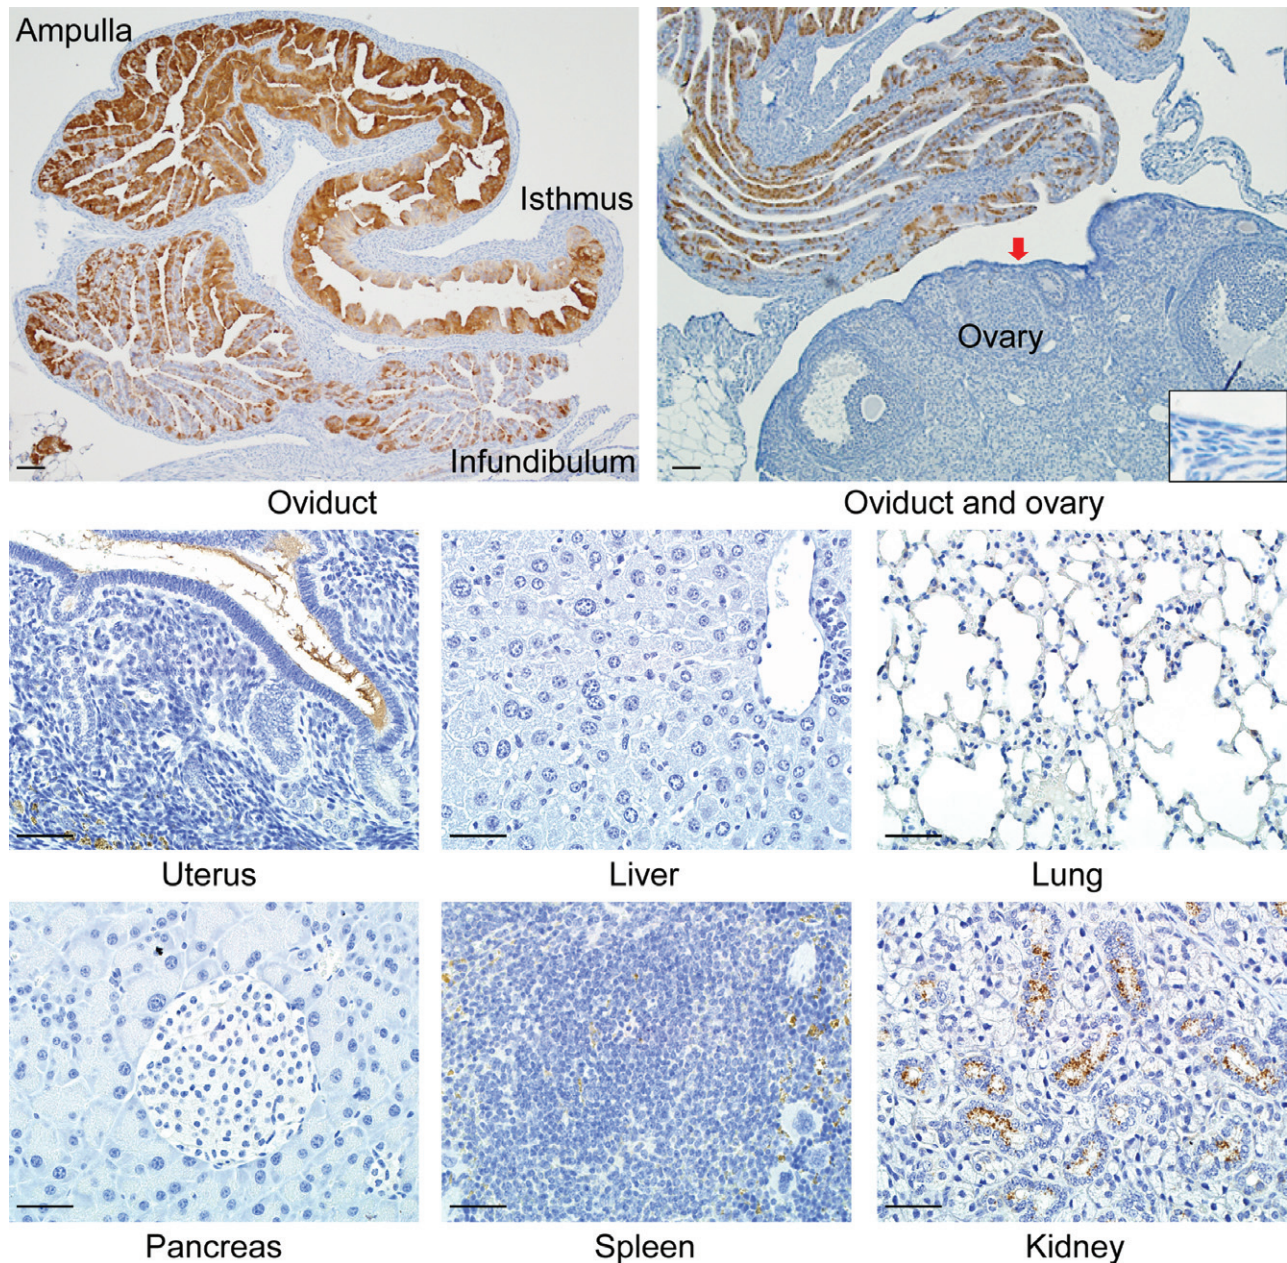 Ampulla
Isthmus
Infundibulum
Oviduct
Ovary
Oviduct and ovary
Uterus
Liver
Lung
Pancreas
Spleen
Kidney